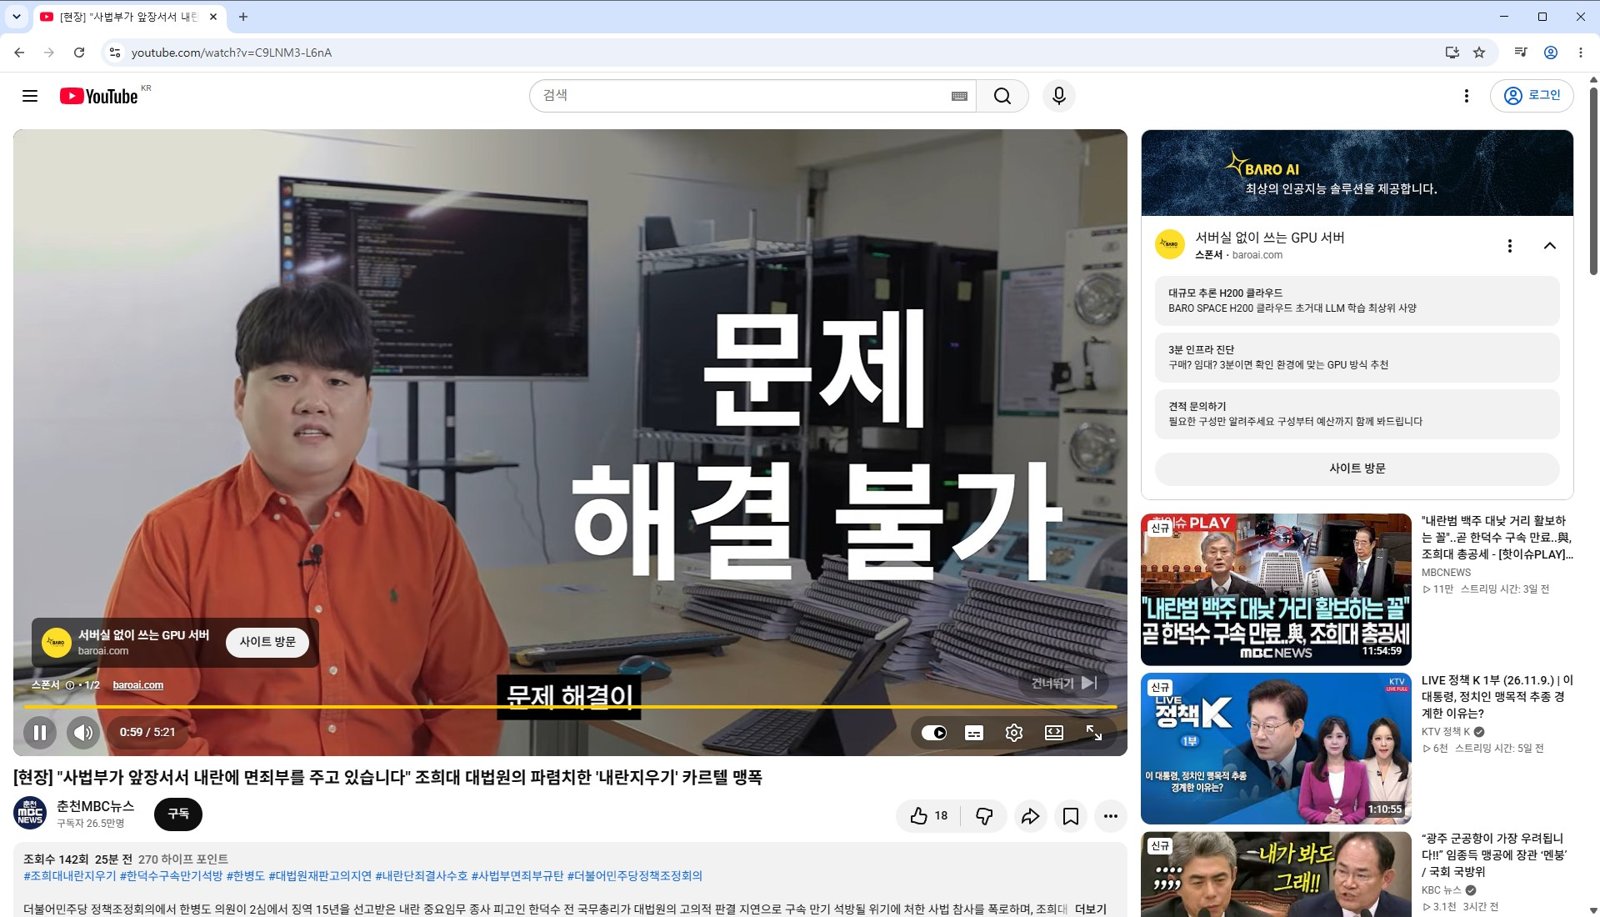 [현장] "사법부가 앞장서서 내란
youtube.com/watch?v=C9LNM3-L6nA
YouTube KR
검색
로그인
문제
해결 불가
서버실 없이 쓰는 GPU 서버
baroai.com
사이트 방문
스폰서 · 1/2 baroai.com
문제 해결이
건너뛰기
0:59 / 5:21
[현장] "사법부가 앞장서서 내란에 면죄부를 주고 있습니다" 조희대 대법원의 파렴치한 '내란지우기' 카르텔 맹폭
춘천 MBC NEWS
춘천MBC뉴스
구독자 26.5만명
구독
18
조회수 142회 25분 전 270 하이프 포인트
#조희대내란지우기 #한덕수구속만기석방 #한병도 #대법원재판고의지연 #내란단죄결사수호 #사법부면죄부규탄 #더불어민주당정책조정회의
더불어민주당 정책조정회의에서 한병도 의원이 2심에서 징역 15년을 선고받은 내란 중요임무 종사 피고인 한덕수 전 국무총리가 대법원의 고의적 판결 지연으로 구속 만기 석방될 위기에 처한 사법 참사를 폭로하며, 조희대 더보기
BARO AI
최상의 인공지능 솔루션을 제공합니다.
서버실 없이 쓰는 GPU 서버
스폰서 · baroai.com
대규모 추론 H200 클라우드
BARO SPACE H200 클라우드 초거대 LLM 학습 최상위 사양
3분 인프라 진단
구매? 임대? 3분이면 확인 환경에 맞는 GPU 방식 추천
견적 문의하기
필요한 구성만 알려주세요 구성부터 예산까지 함께 봐드립니다
사이트 방문
신규
PLAY
"내란범 백주 대낮 거리 활보하는 꼴"
곧 한덕수 구속 만료..與, 조희대 총공세
MBC NEWS
11:54:59
"내란범 백주 대낮 거리 활보하
는 꼴"..곧 한덕수 구속 만료..與,
조희대 총공세 - [핫이슈PLAY]...
MBCNEWS
11만 스트리밍 시간: 3일 전
신규
KTV
LIVE FULL
LIVE
정책K
1부
이 대통령, 정치인 맹목적 추종
경계한 이유는?
1:10:55
LIVE 정책 K 1부 (26.11.9.) | 이
대통령, 정치인 맹목적 추종 경
계한 이유는?
KTV 정책 K
6천 스트리밍 시간: 5일 전
신규
내가 봐도
그래!!
“광주 군공항이 가장 우려됩니
다!!” 임종득 맹공에 장관 ‘멘붕’
/ 국회 국방위
KBC 뉴스
3.1천 3시간 전